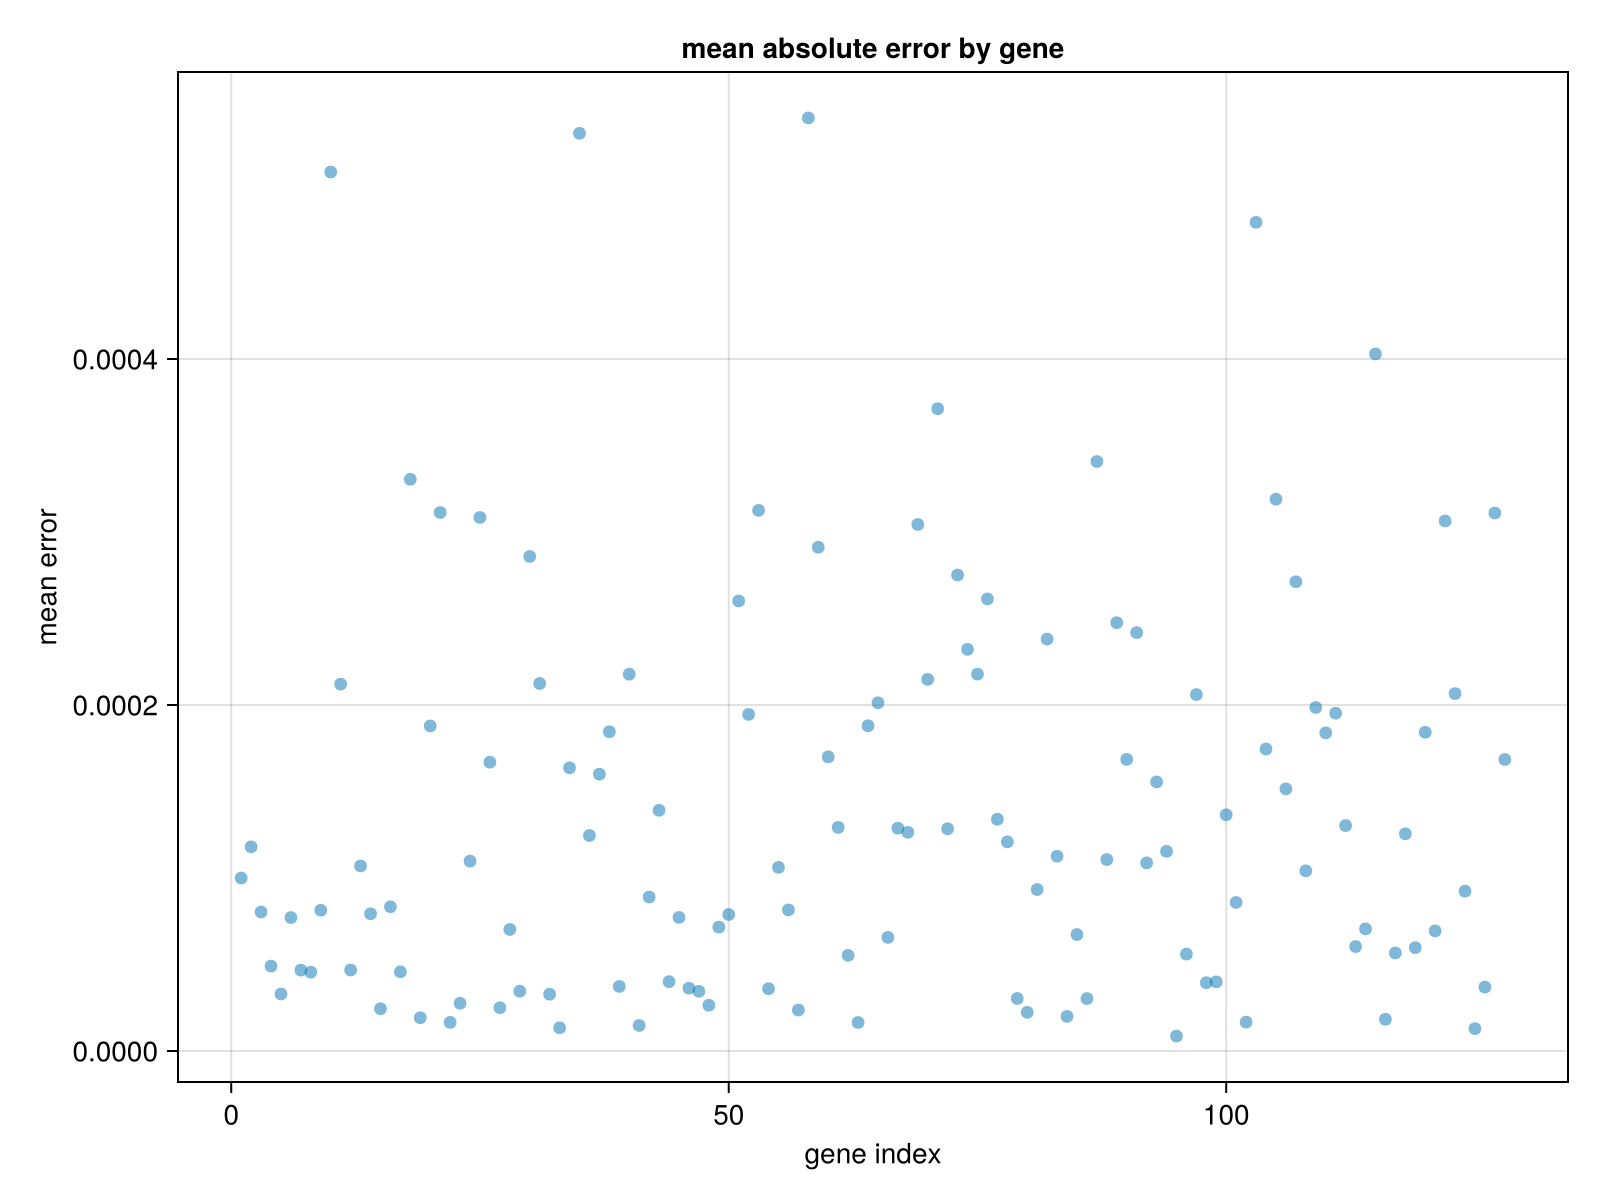 mean absolute error by gene
mean error
0.0004
0.0002
0.0000
0 50 100
gene index